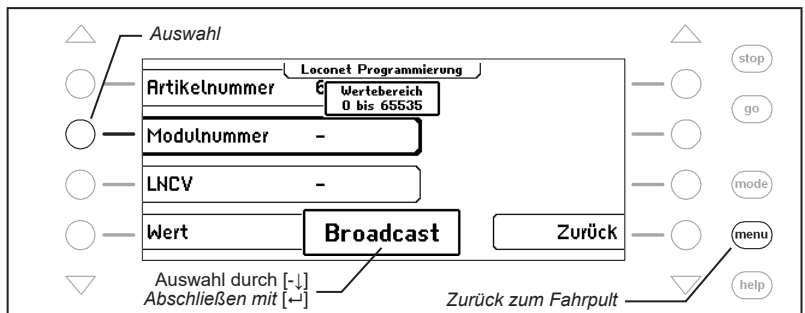 Auswahl
Loconet Programmierung
stop
Artikelnummer
Wertebereich
0 bis 65535
go
Modulnummer -
LNCV -
mode
Wert
Broadcast
Zurück
menu
Auswahl durch [-↓]
Abschließen mit [↵]
Zurück zum Fahrpult
help